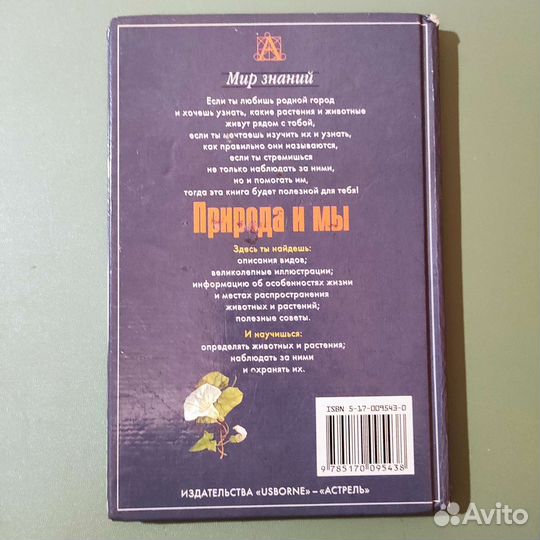 А
Мир знаний
Если ты любишь родной город
и хочешь узнать, какие растения и животные
живут рядом с тобой,
если ты мечтаешь изучить их и узнать,
как правильно они называются,
если ты стремишься
не только наблюдать за ними,
но и помогать им,
тогда эта книга будет полезной для тебя!
Природа и мы
Здесь ты найдешь:
описания видов;
великолепные иллюстрации;
информацию об особенностях жизни
и местах распространения
животных и растений;
полезные советы.
И научишься:
определять животных и растения;
наблюдать за ними
и охранять их.
ISBN 5-17-009543-0
9 785170 095438
ИЗДАТЕЛЬСТВА «USBORNE» – «АСТРЕЛЬ»
Avito